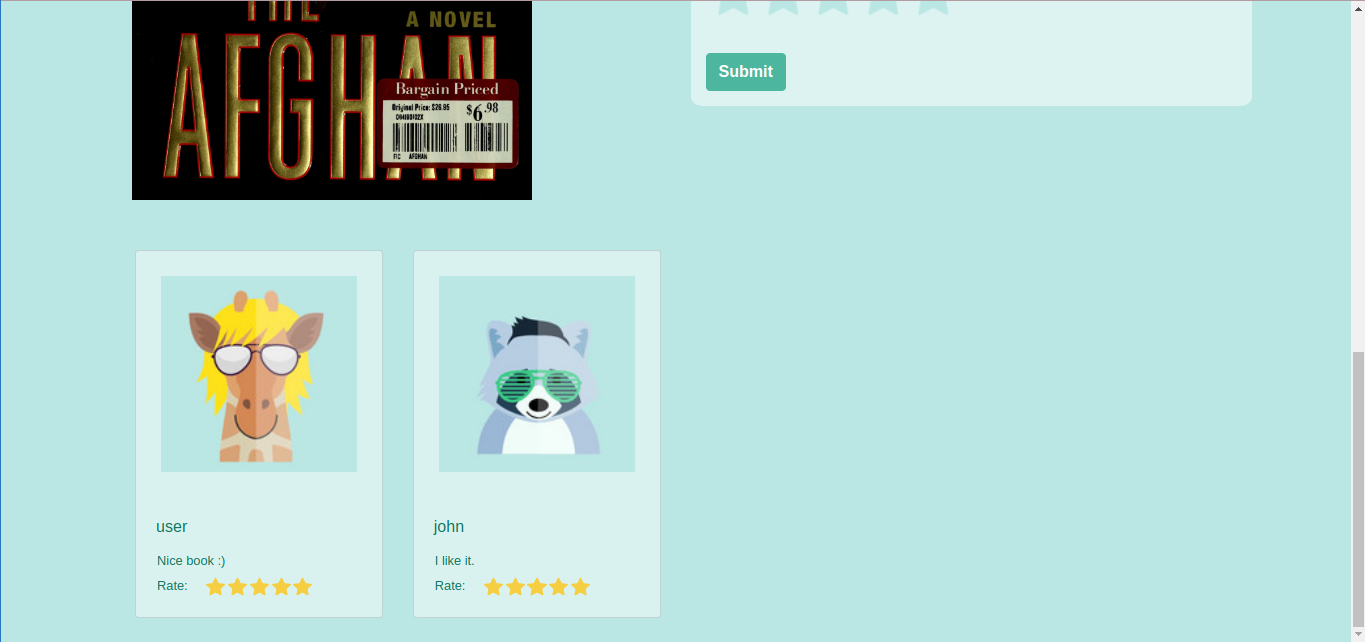 THE
A NOVEL
AFGHAN
Bargain Priced
Original Price: $26.95
$6.98
FIC AFGHAN
Submit
user
Nice book :)
Rate:
john
I like it.
Rate: